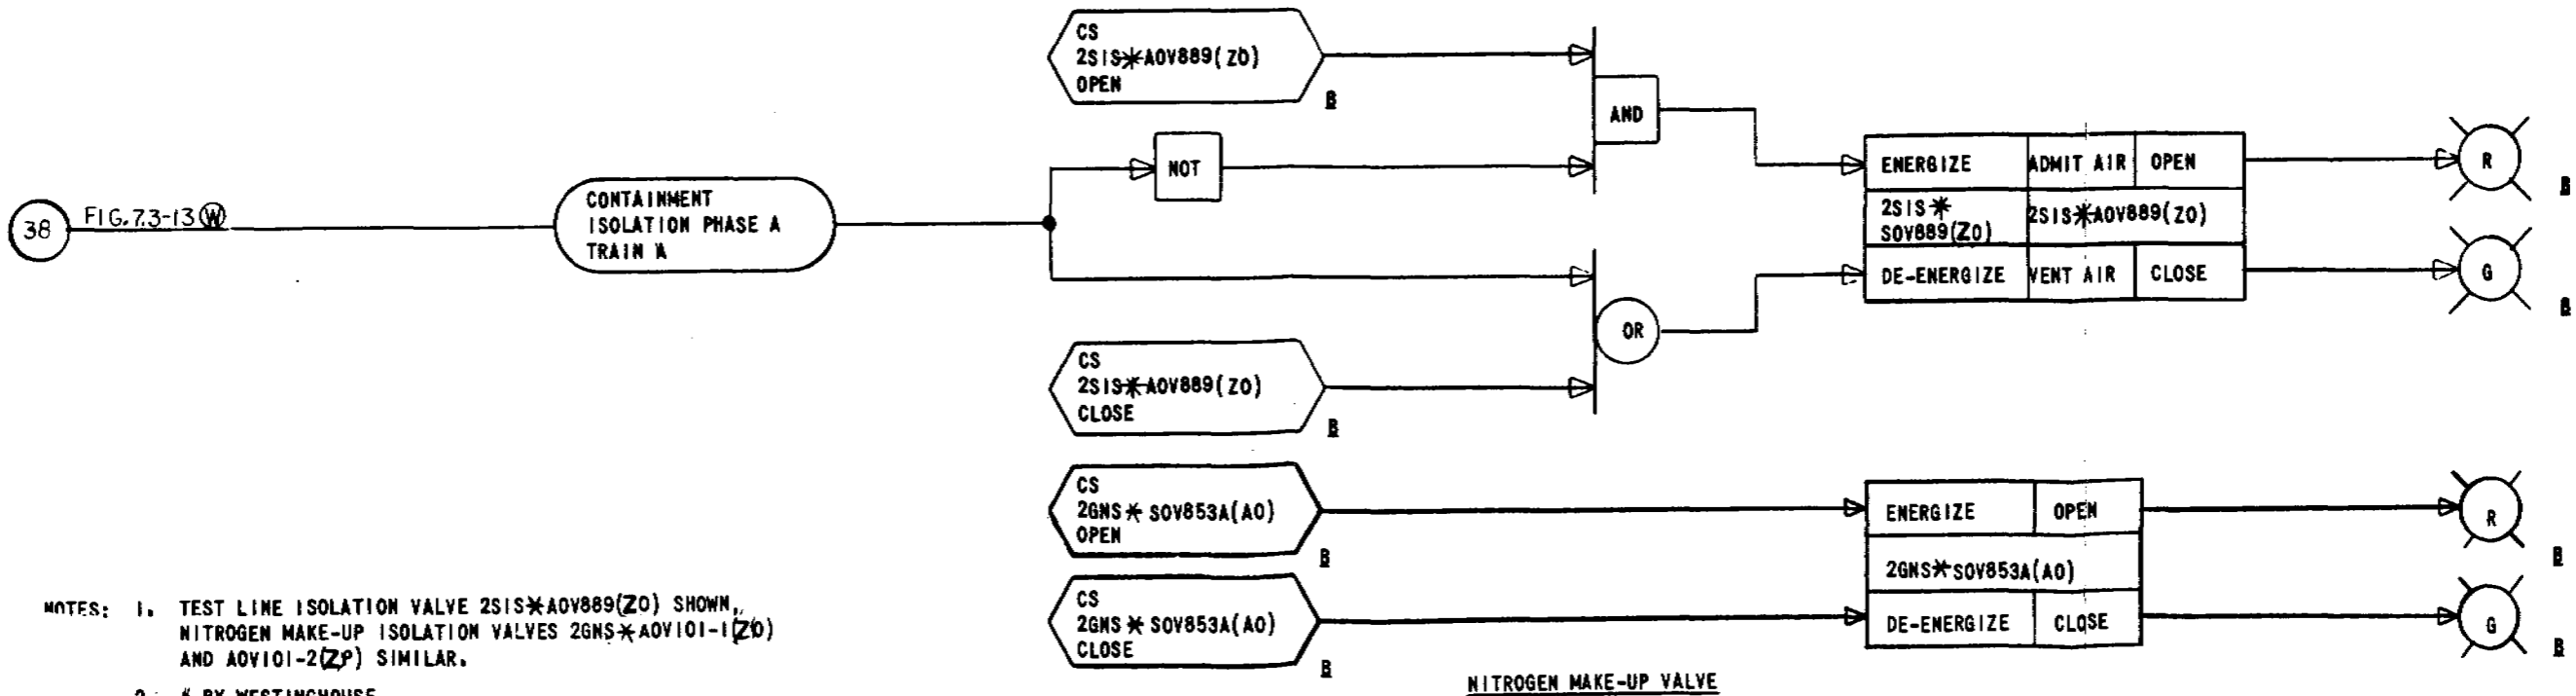 CS
2SIS*AOV889(ZO)
OPEN
B
AND
NOT
38
FIG.7.3-13 W
CONTAINMENT
ISOLATION PHASE A
TRAIN A
ENERGIZE
ADMIT AIR
OPEN
2SIS*
SOV889(ZO)
2SIS*AOV889(ZO)
DE-ENERGIZE
VENT AIR
CLOSE
R
B
G
B
OR
CS
2SIS*AOV889(ZO)
CLOSE
B
CS
2GNS*SOV853A(AO)
OPEN
B
ENERGIZE
OPEN
2GNS*SOV853A(AO)
DE-ENERGIZE
CLOSE
R
B
G
B
CS
2GNS*SOV853A(AO)
CLOSE
B
NOTES: 1. TEST LINE ISOLATION VALVE 2SIS*AOV889(ZO) SHOWN,
NITROGEN MAKE-UP ISOLATION VALVES 2GNS*AOV101-1(ZO)
AND AOV101-2(ZP) SIMILAR.
BY WESTINGHOUSE
NITROGEN MAKE-UP VALVE